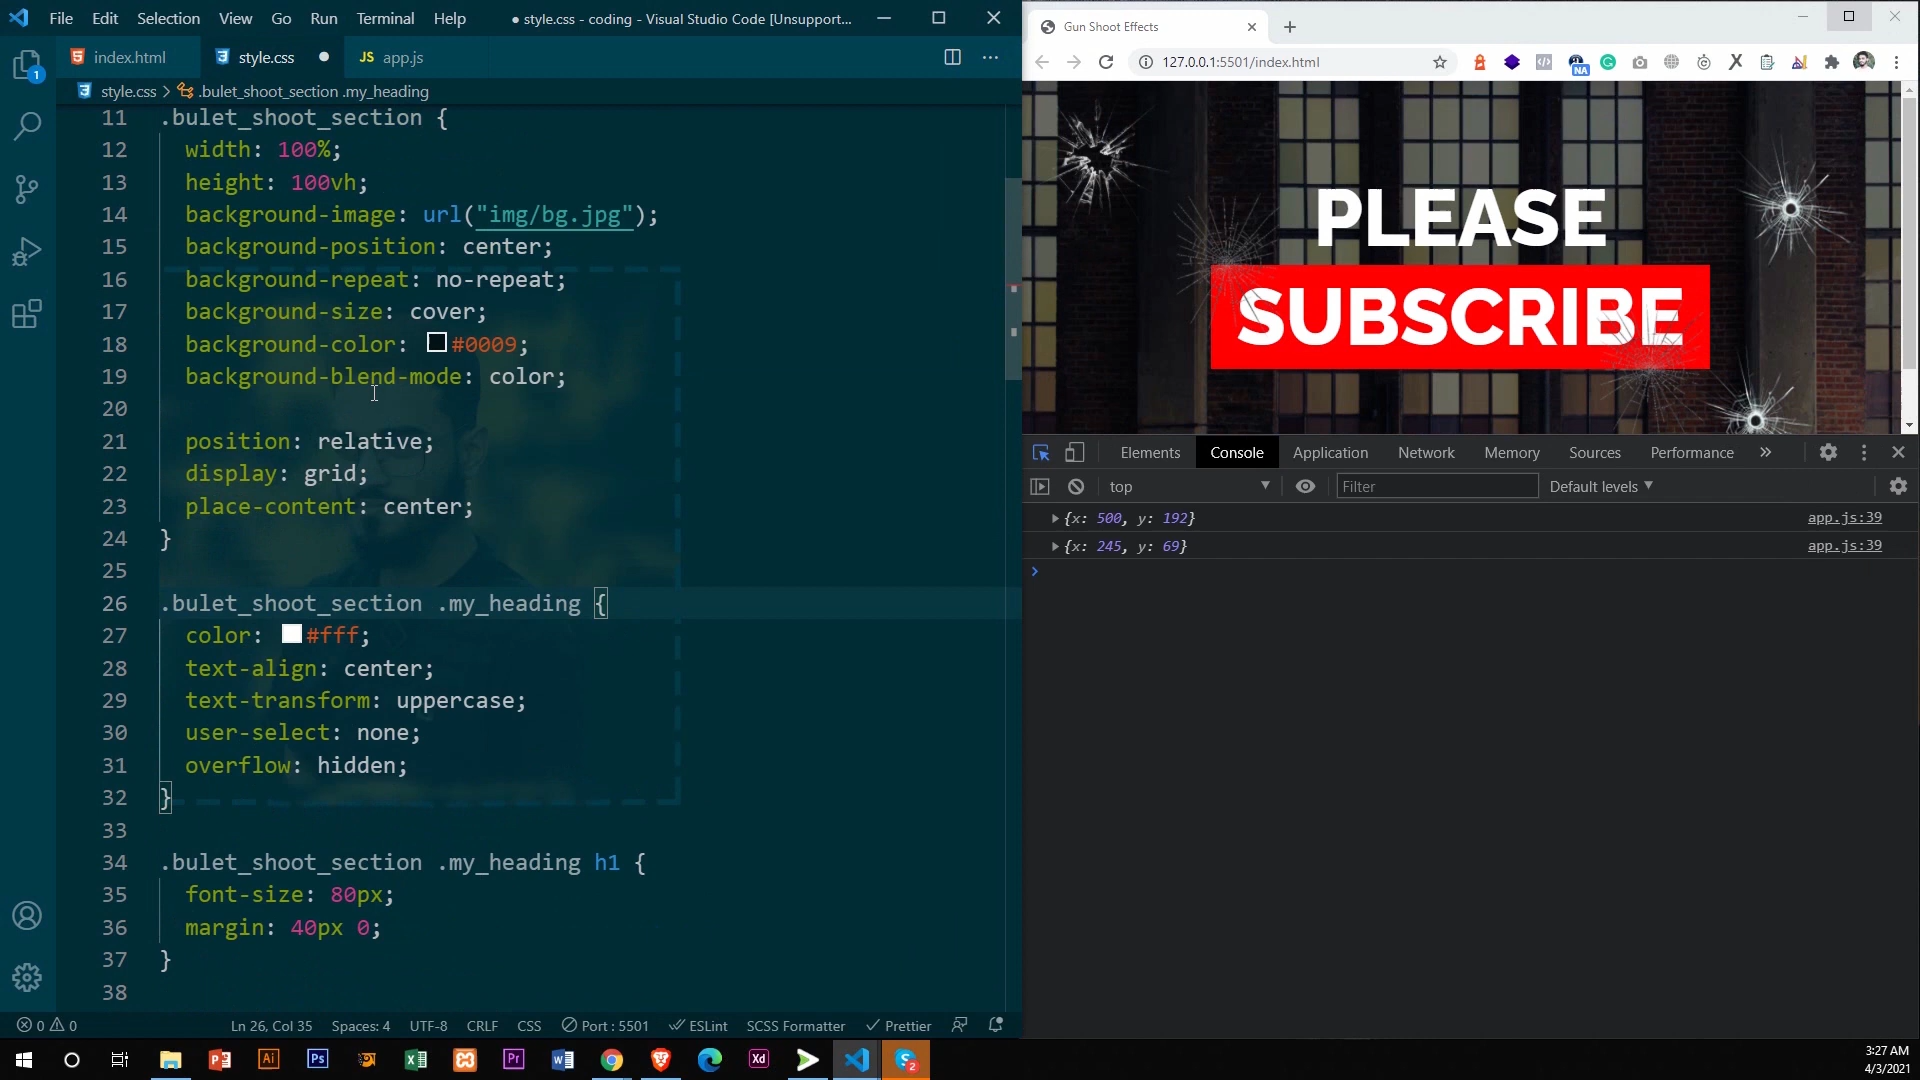 File Edit Selection View Go Run Terminal Help
● style.css - coding - Visual Studio Code [Unsupport...
index.html style.css app.js
style.css > .bulet_shoot_section .my_heading
11 .bulet_shoot_section {
12 width: 100%;
13 height: 100vh;
14 background-image: url("img/bg.jpg");
15 background-position: center;
16 background-repeat: no-repeat;
17 background-size: cover;
18 background-color: #0009;
19 background-blend-mode: color;
20
21 position: relative;
22 display: grid;
23 place-content: center;
24 }
25
26 .bulet_shoot_section .my_heading {
27 color: #fff;
28 text-align: center;
29 text-transform: uppercase;
30 user-select: none;
31 overflow: hidden;
32 }
33
34 .bulet_shoot_section .my_heading h1 {
35 font-size: 80px;
36 margin: 40px 0;
37 }
38
1
0 0 Ln 26, Col 35 Spaces: 4 UTF-8 CRLF CSS Port : 5501 ESLint SCSS Formatter Prettier
Gun Shoot Effects
127.0.0.1:5501/index.html
NA
PLEASE
SUBSCRIBE
Elements Console Application Network Memory Sources Performance »
top Filter Default levels
{x: 500, y: 192} app.js:39
{x: 245, y: 69} app.js:39
>
3:27 AM
4/3/2021